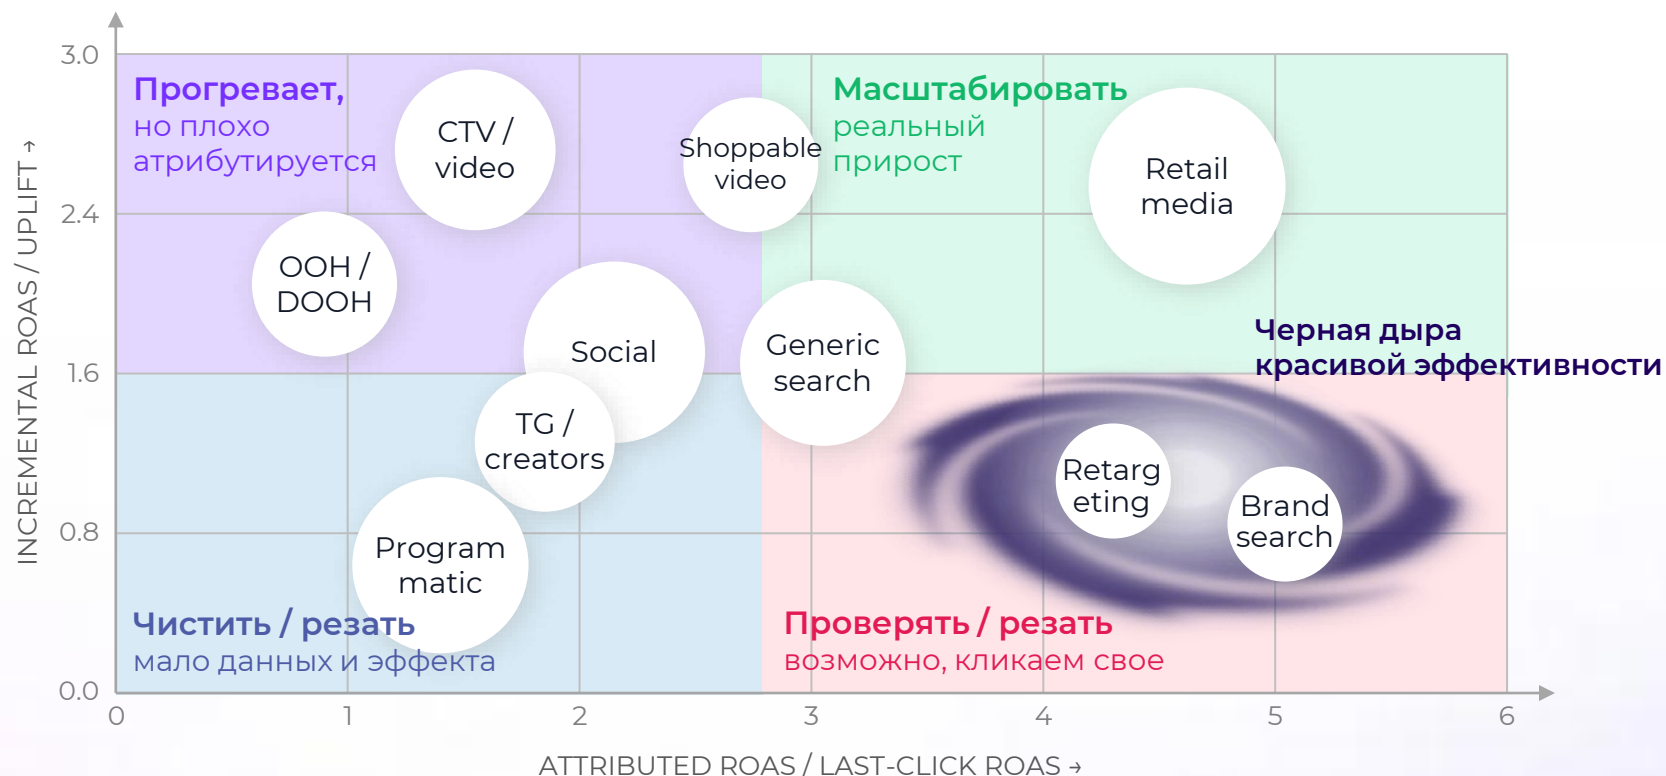 3.0
2.4
1.6
0.8
0.0
INCREMENTAL ROAS / UPLIFT →
Прогревает,
но плохо
атрибутируется
CTV /
video
Shoppable
video
Масштабировать
реальный
прирост
Retail
media
OOH /
DOOH
Social
Generic
search
Черная дыра
красивой эффективности
TG /
creators
Retarg
eting
Brand
search
Program
matic
Чистить / резать
мало данных и эффекта
Проверять / резать
возможно, кликаем свое
0
1
2
3
4
5
6
ATTRIBUTED ROAS / LAST-CLICK ROAS →